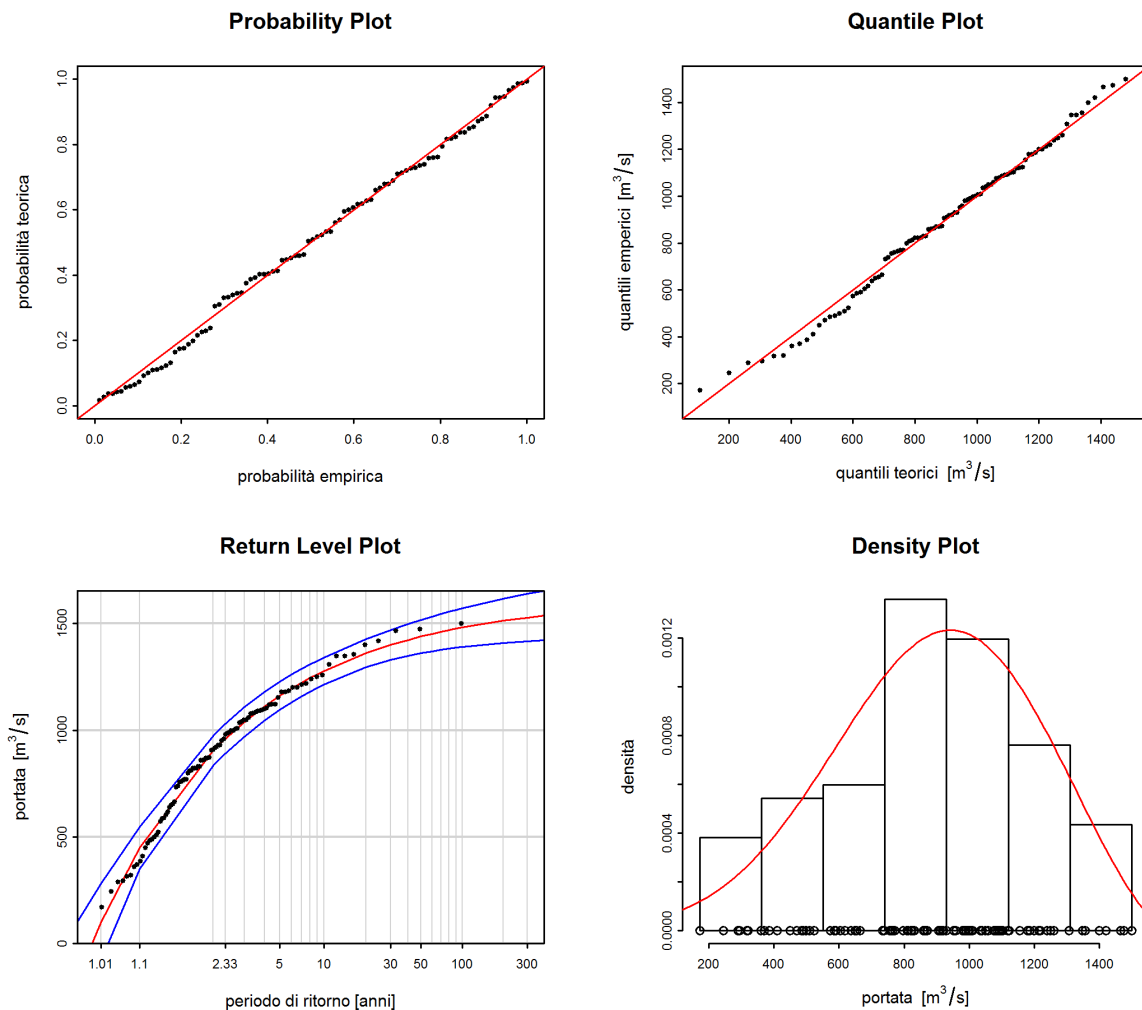 Probability Plot
probabilità teorica
0.0 0.2 0.4 0.6 0.8 1.0
0.0 0.2 0.4 0.6 0.8 1.0
probabilità empirica
Quantile Plot
quantili emperici [m³/s]
200 400 600 800 1000 1200 1400
200 400 600 800 1000 1200 1400
quantili teorici [m³/s]
Return Level Plot
portata [m³/s]
0 500 1000 1500
1.01 1.1 2.33 5 10 30 50 100 300
periodo di ritorno [anni]
Density Plot
densità
0.0000 0.0004 0.0008 0.0012
200 400 600 800 1000 1200 1400
portata [m³/s]